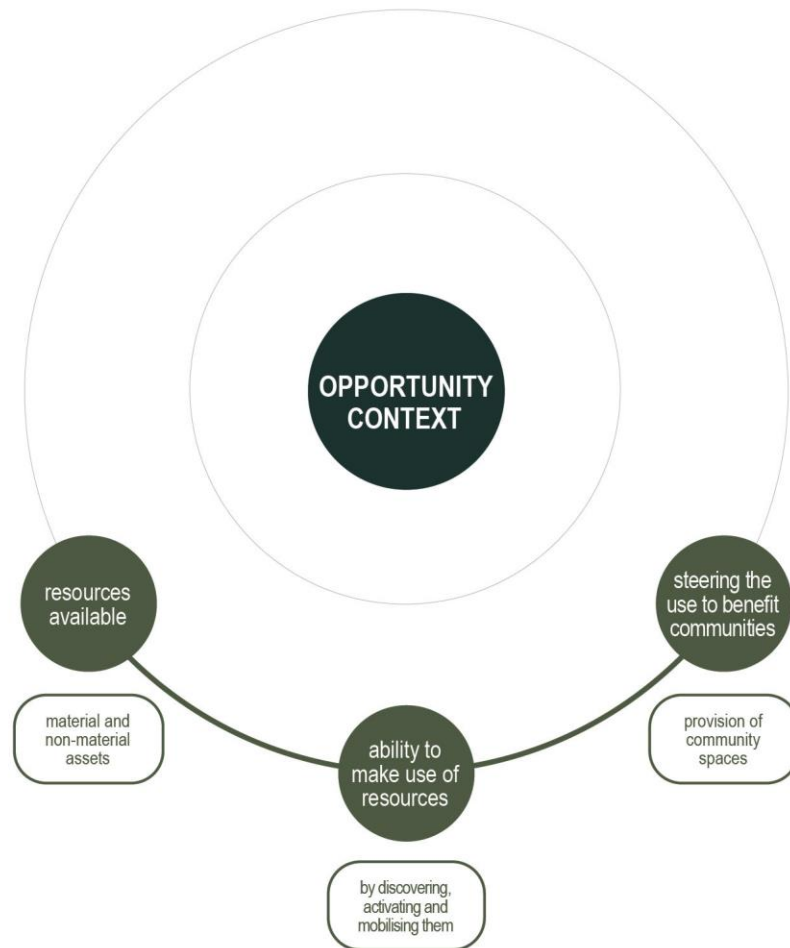 OPPORTUNITY
CONTEXT
resources
available
material and
non-material
assets
ability to
make use of
resources
by discovering,
activating and
mobilising them
steering the
use to benefit
communities
provision of
community
spaces